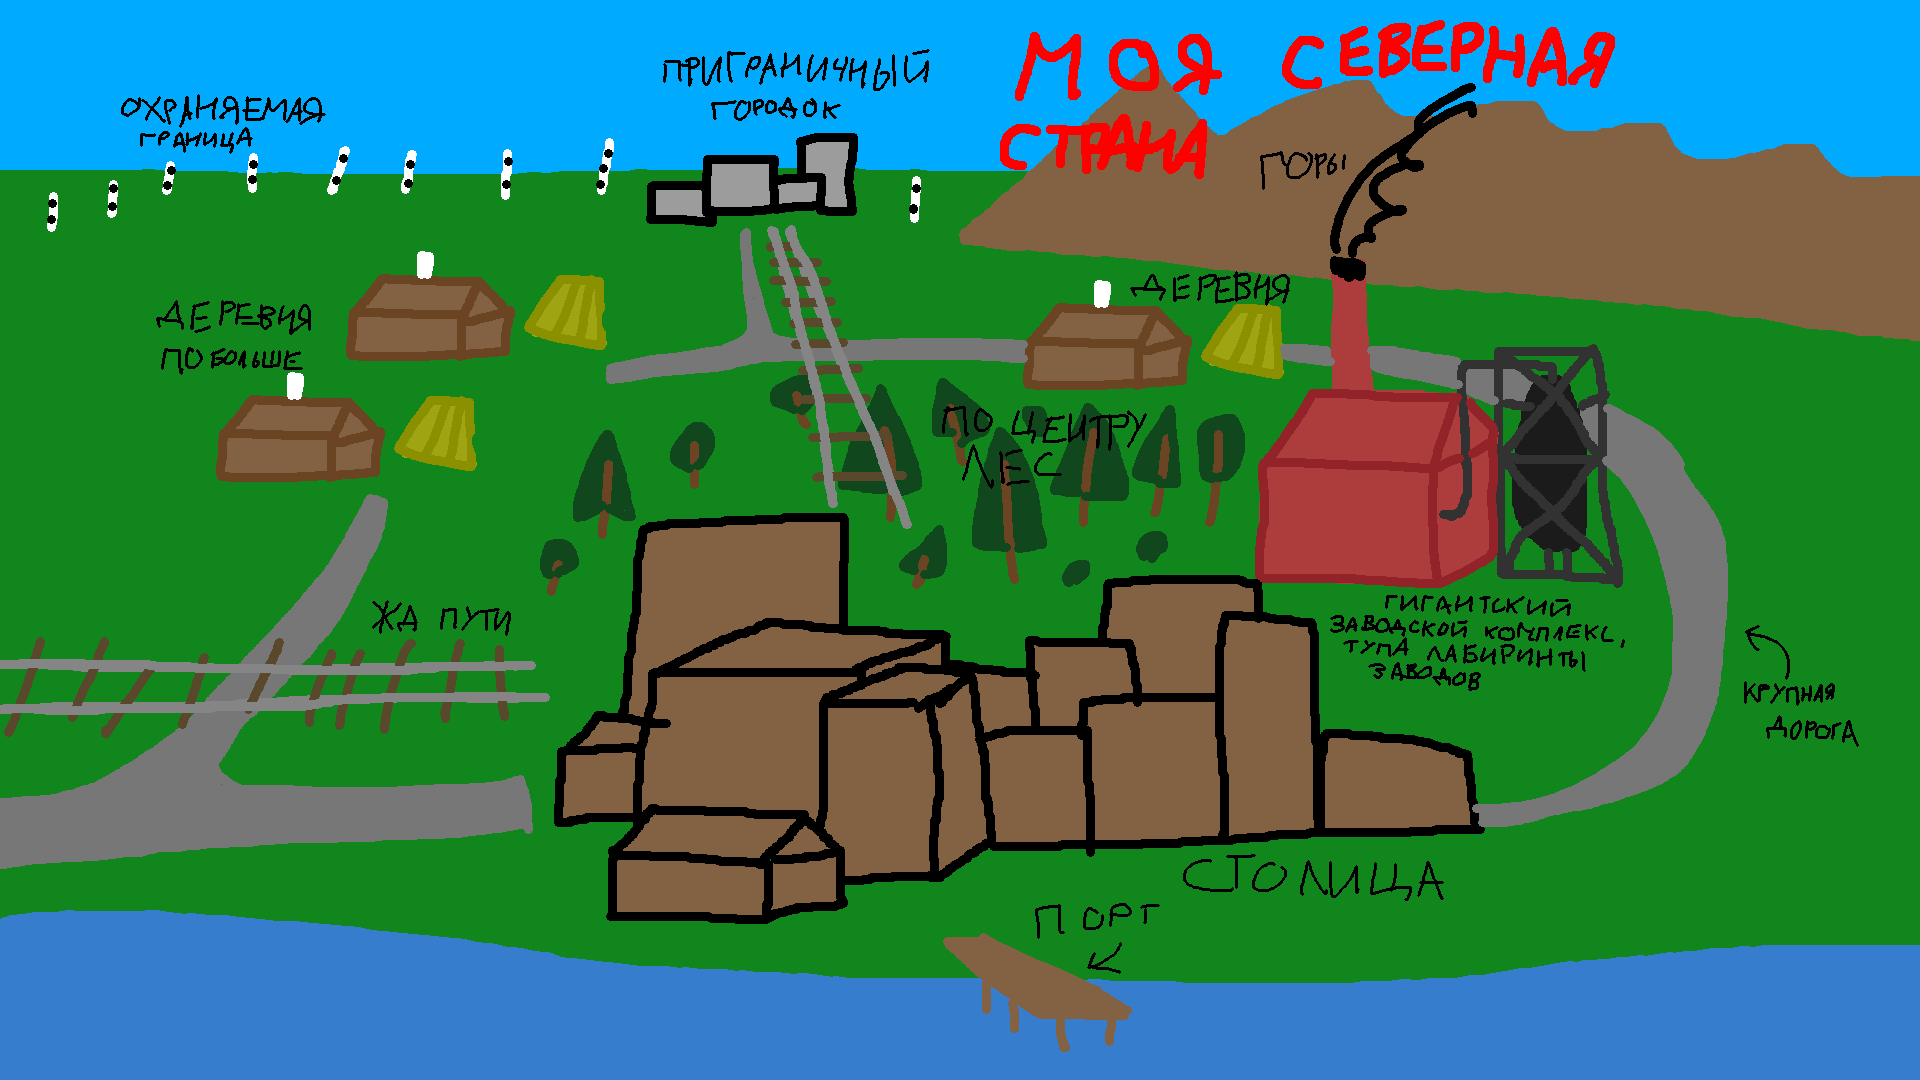 МОЯ СЕВЕРНАЯ
СТРАНА
ПРИГРАНИЧНЫЙ
ГОРОДОК
ОХРАНЯЕМАЯ
ГРАНИЦА
ГОРЫ
ДЕРЕВНЯ
ДЕРЕВНЯ
ПОБОЛЬШЕ
ПО ЦЕНТРУ
ЛЕС
ЖД ПУТИ
ГИГАНТСКИЙ
ЗАВОДСКОЙ КОМПЛЕКС,
ТУПА ЛАБИРИНТЫ
ЗАВОДОВ
КРУПНАЯ
ДОРОГА
СТОЛИЦА
ПОРТ